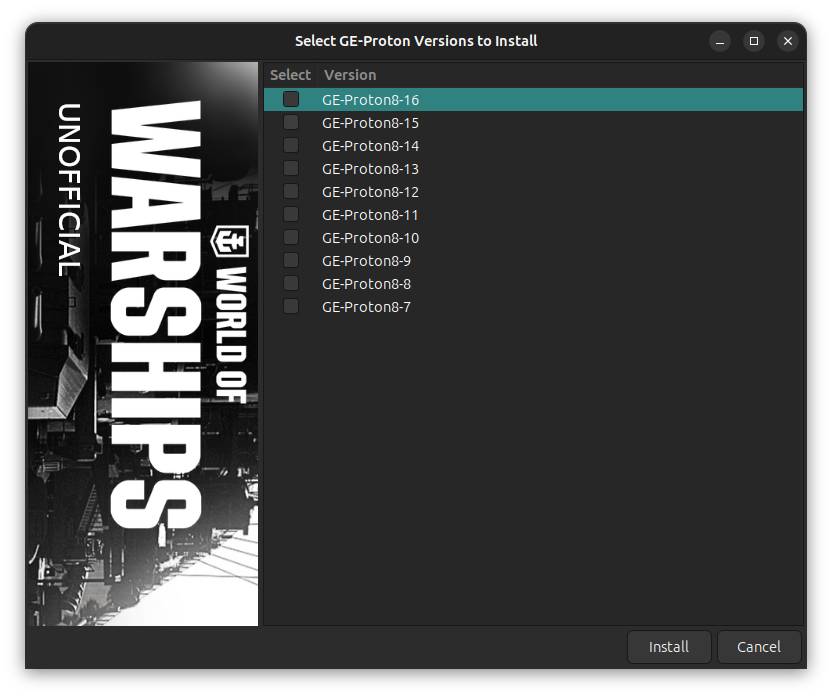 Select GE-Proton Versions to Install
UNOFFICIAL
WORLD OF
WARSHIPS
Select Version
GE-Proton8-16
GE-Proton8-15
GE-Proton8-14
GE-Proton8-13
GE-Proton8-12
GE-Proton8-11
GE-Proton8-10
GE-Proton8-9
GE-Proton8-8
GE-Proton8-7
Install Cancel